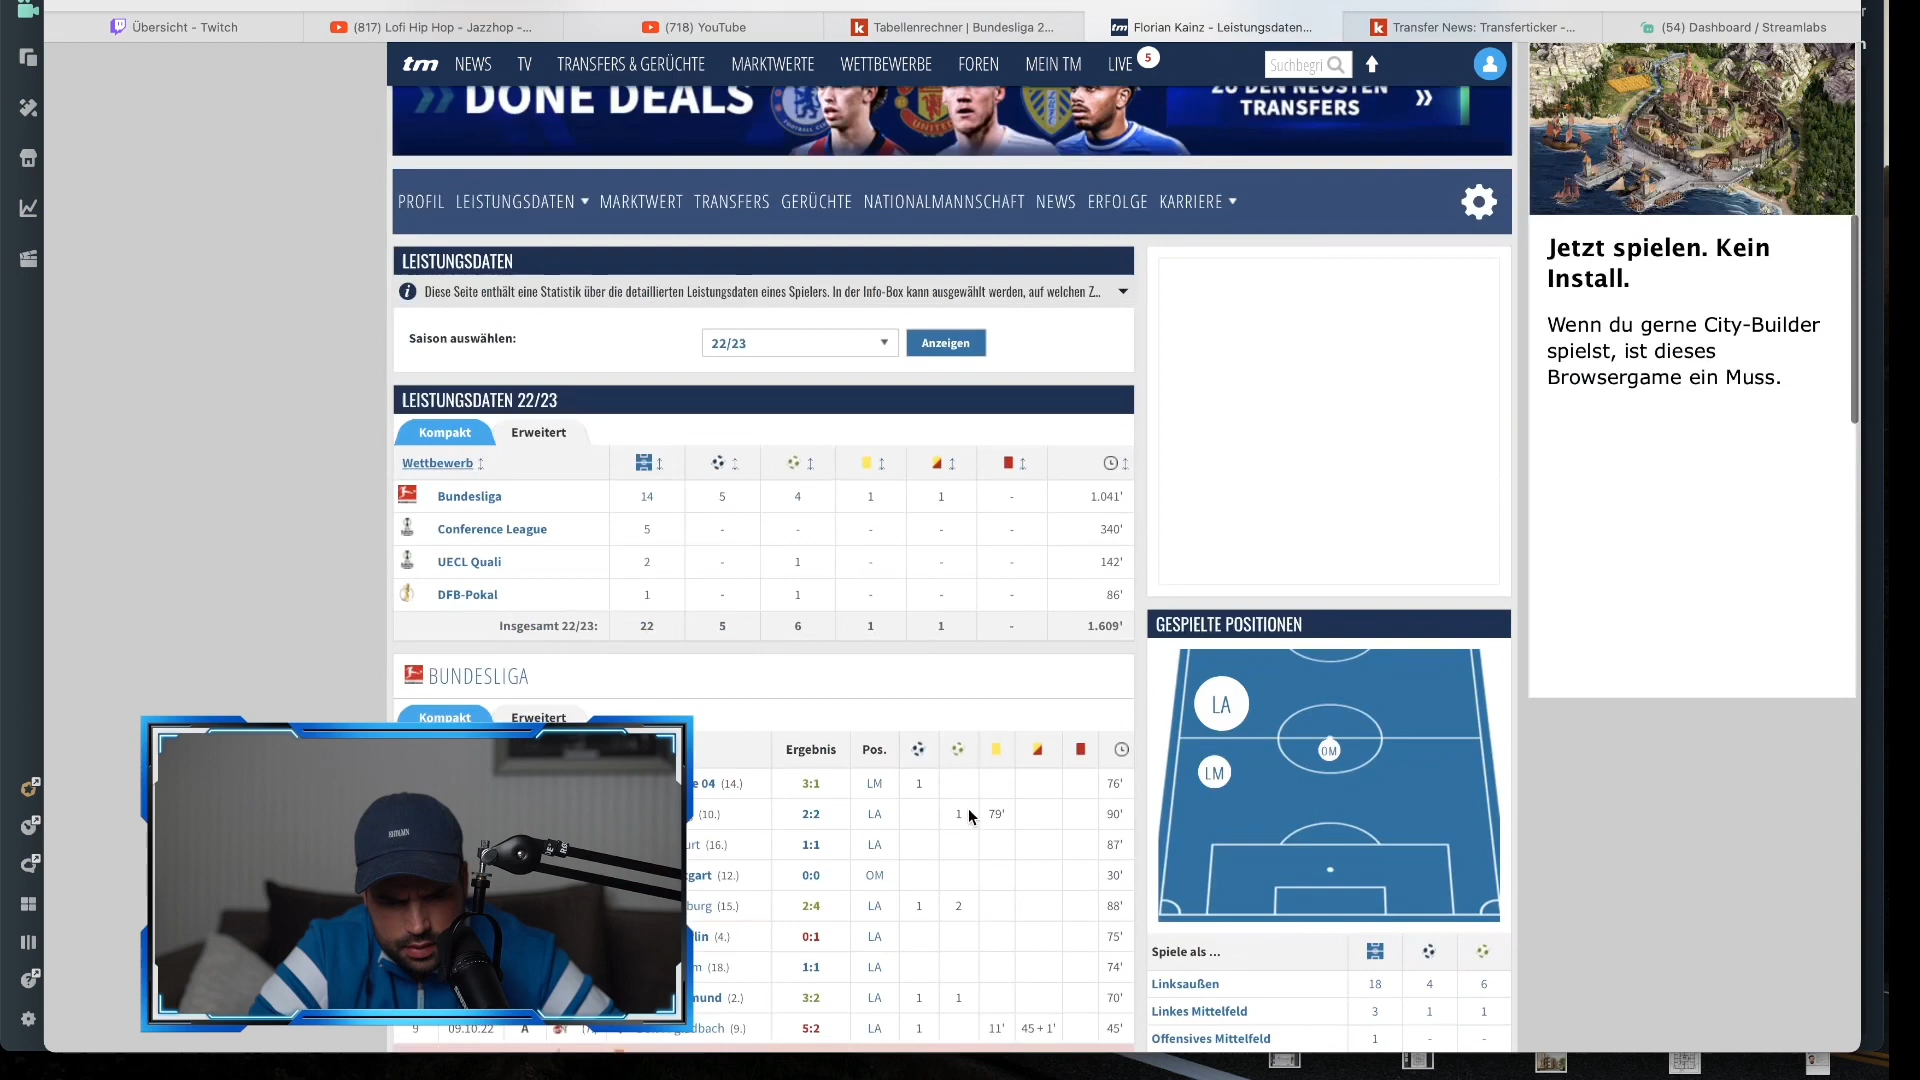 Übersicht - Twitch
(817) Lofi Hip Hop - Jazzhop -...
(718) YouTube
Tabellenrechner | Bundesliga 2...
Florian Kainz - Leistungsdaten...
Transfer News: Transferticker -...
(54) Dashboard / Streamlabs
tm NEWS TV TRANSFERS & GERÜCHTE MARKTWERTE WETTBEWERBE FOREN MEIN TM LIVE 5
Suchbegri
DONE DEALS
ZU DEN NEUSTEN
TRANSFERS
PROFIL LEISTUNGSDATEN MARKTWERT TRANSFERS GERÜCHTE NATIONALMANNSCHAFT NEWS ERFOLGE KARRIERE
LEISTUNGSDATEN
Diese Seite enthält eine Statistik über die detaillierten Leistungsdaten eines Spielers. In der Info-Box kann ausgewählt werden, auf welchen Z...
Saison auswählen: 22/23 Anzeigen
LEISTUNGSDATEN 22/23
Kompakt Erweitert
Wettbewerb
Bundesliga 14 5 4 1 1 - 1.041'
Conference League 5 - - - - - 340'
UECL Quali 2 - 1 - - - 142'
DFB-Pokal 1 - 1 - - - 86'
Insgesamt 22/23: 22 5 6 1 1 - 1.609'
BUNDESLIGA
Kompakt Erweitert
Ergebnis Pos.
e 04 (14.) 3:1 LM 1 76'
(10.) 2:2 LA 1 79' 90'
urt (16.) 1:1 LA 87'
gart (12.) 0:0 OM 30'
burg (15.) 2:4 LA 1 2 88'
lin (4.) 0:1 LA 75'
m (18.) 1:1 LA 74'
mund (2.) 3:2 LA 1 1 70'
9 09.10.22 A dbach (9.) 5:2 LA 1 11' 45 + 1' 45'
GESPIELTE POSITIONEN
LA
OM
LM
Spiele als ...
Linksaußen 18 4 6
Linkes Mittelfeld 3 1 1
Offensives Mittelfeld 1 - -
Jetzt spielen. Kein
Install.
Wenn du gerne City-Builder
spielst, ist dieses
Browsergame ein Muss.